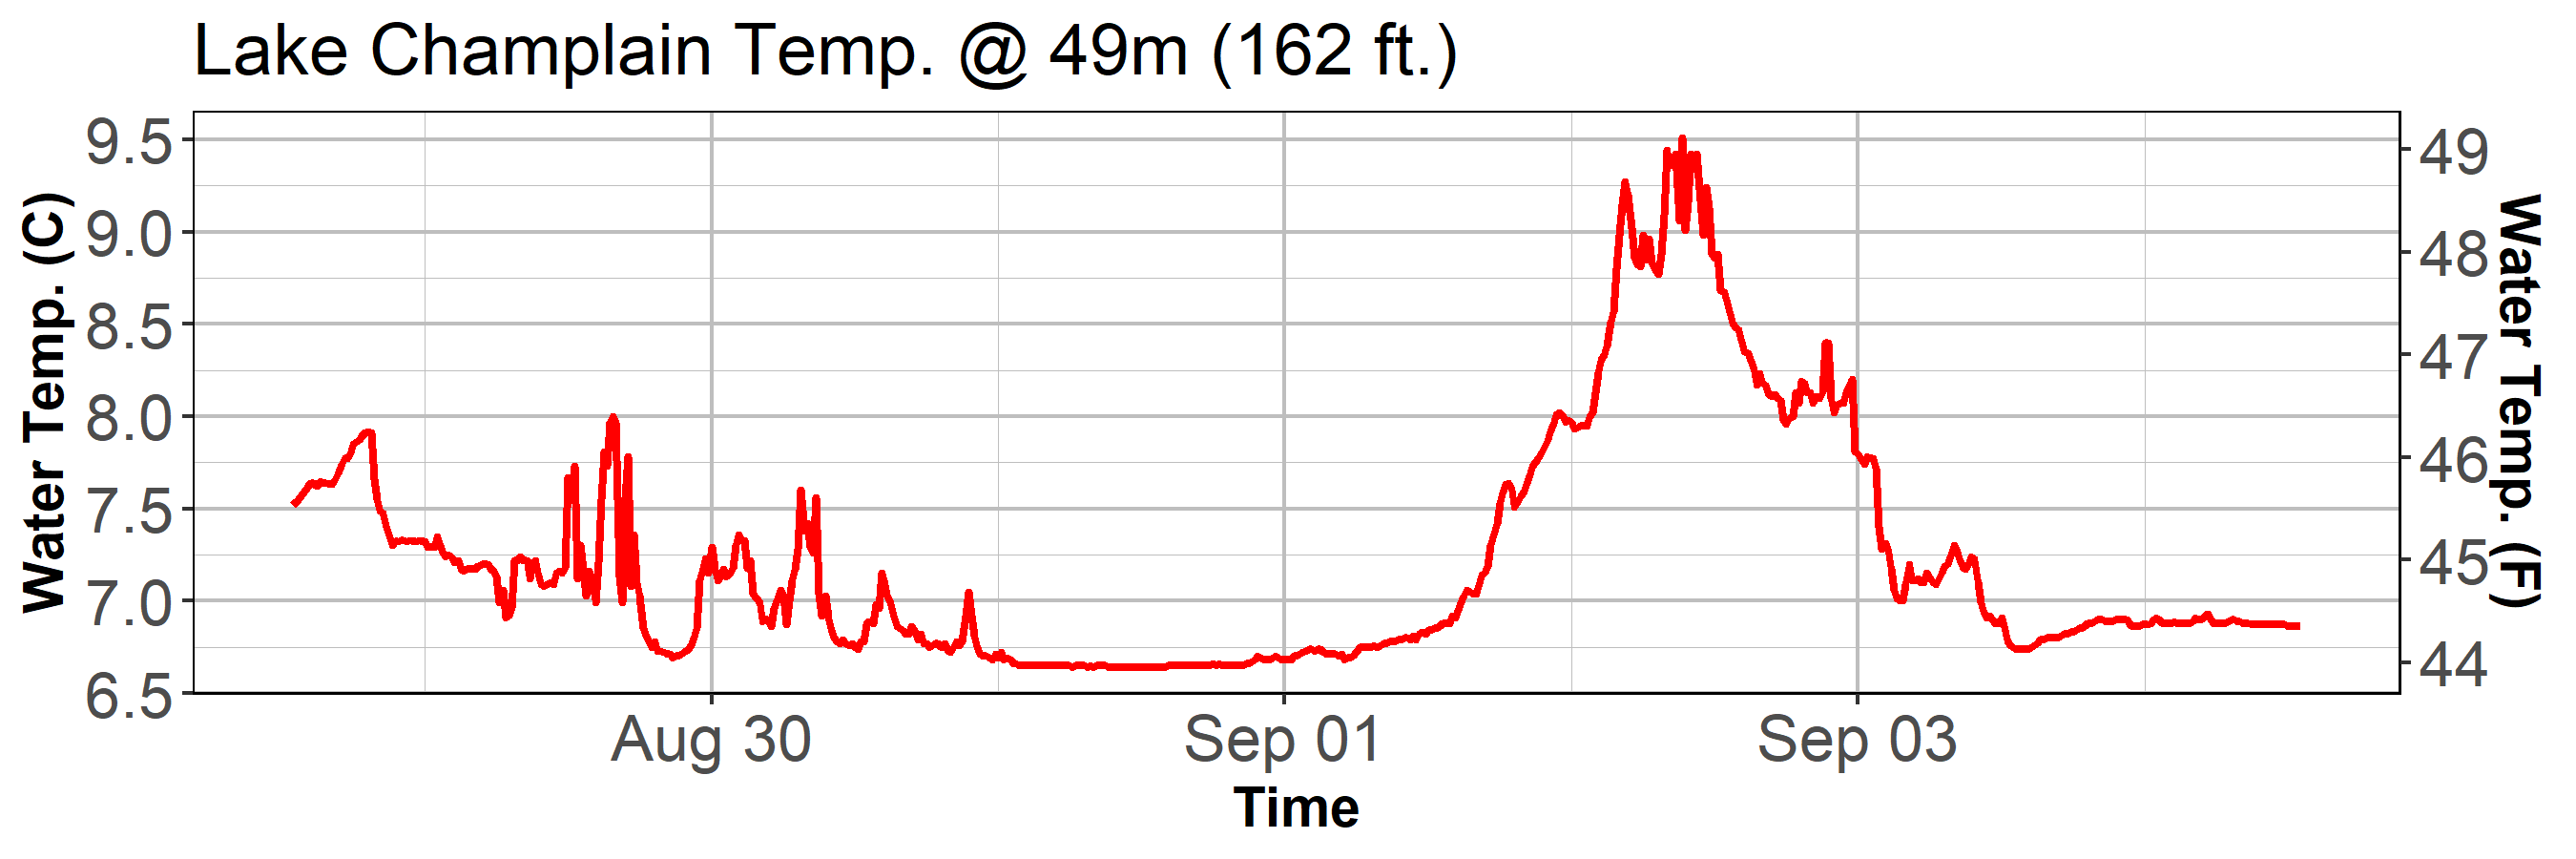 Lake Champlain Temp. @ 49m (162 ft.)
Water Temp. (C)
9.5
9.0
8.5
8.0
7.5
7.0
6.5
49
48
47
46
45
44
Water Temp. (F)
Aug 30
Sep 01
Sep 03
Time